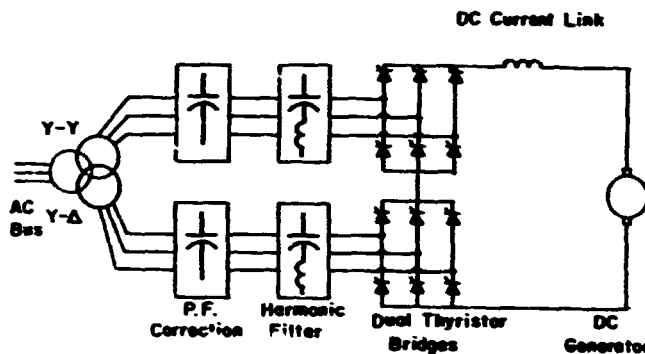 DC Current Link
Y-Y
AC
Bus
Y-Δ
P.F.
Correction
Harmonic
Filter
Dual Thyristor
Bridges
DC
Generator